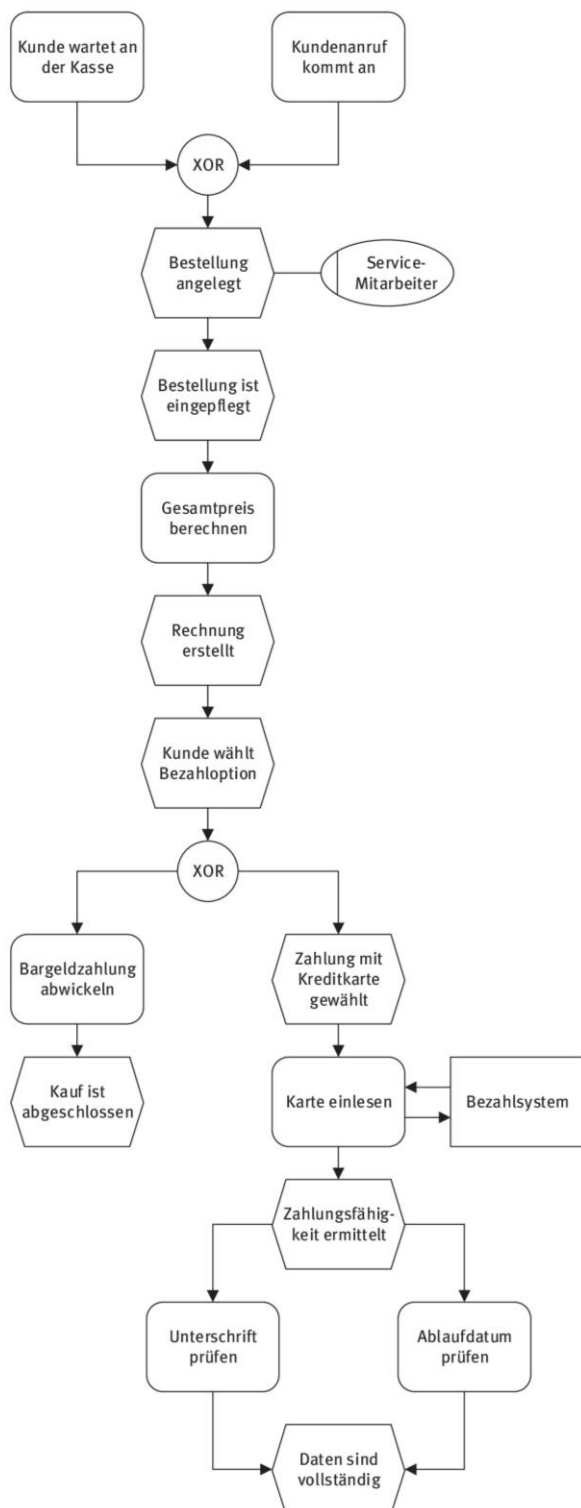 Kunde wartet an
der Kasse
Kundenanruf
kommt an
XOR
Bestellung
angelegt
Service-
Mitarbeiter
Bestellung ist
eingepflegt
Gesamtpreis
berechnen
Rechnung
erstellt
Kunde wählt
Bezahloption
XOR
Bargeldzahlung
abwickeln
Zahlung mit
Kreditkarte
gewählt
Kauf ist
abgeschlossen
Karte einlesen
Bezahlsystem
Zahlungsfähig-
keit ermittelt
Unterschrift
prüfen
Ablaufdatum
prüfen
Daten sind
vollständig